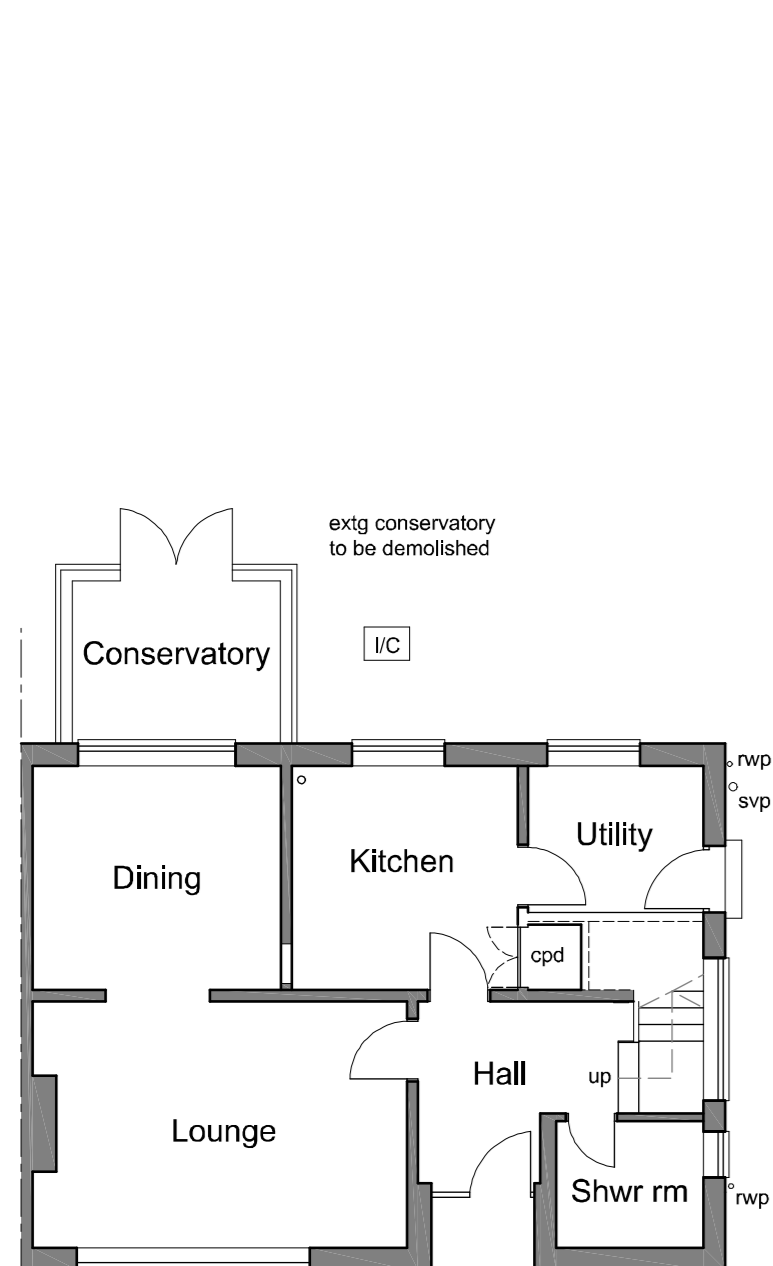 extg conservatory
to be demolished
I/C
Conservatory
rwp
svp
Utility
Kitchen
Dining
cpd
Hall
up
Lounge
Shwr rm
rwp